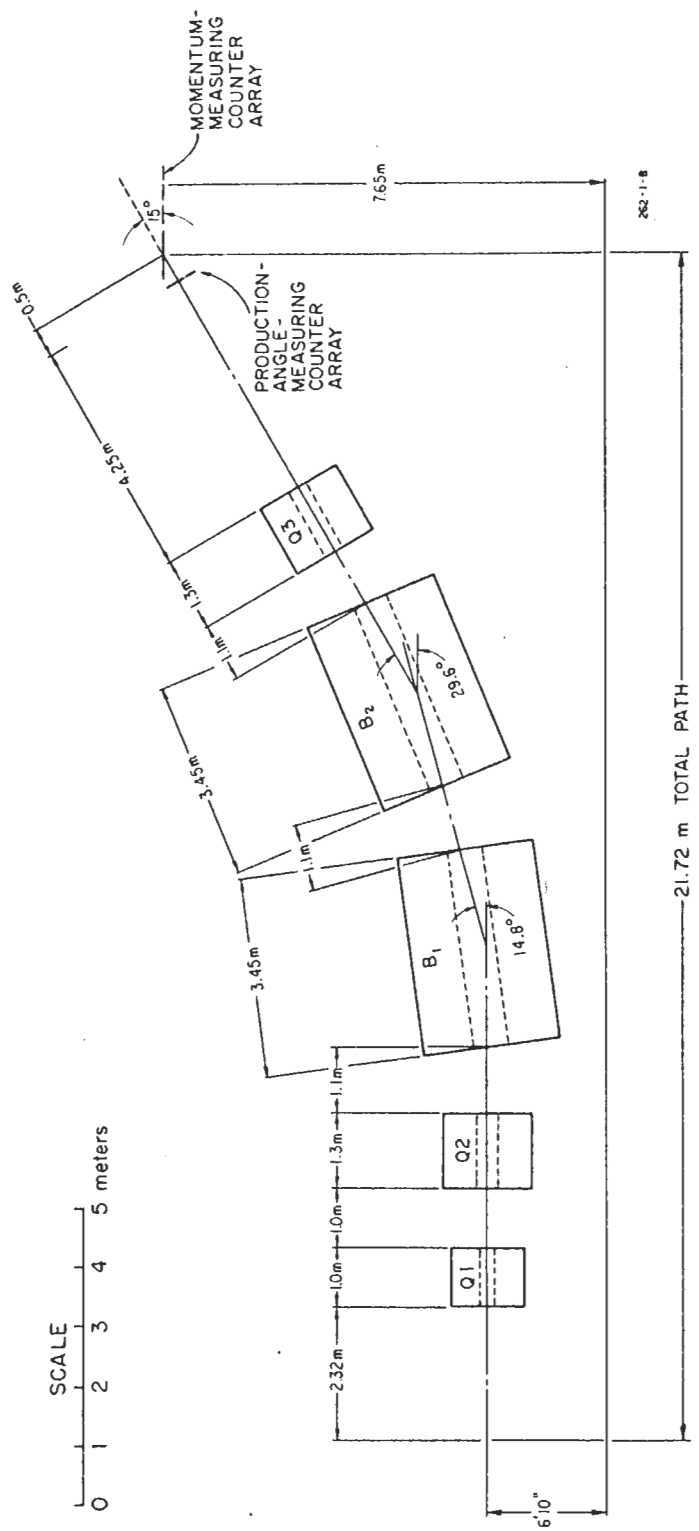 SCALE
0 1 2 3 4 5 meters
MOMENTUM-
MEASURING
COUNTER
ARRAY
15°
0.5m
4.25m
PRODUCTION-
ANGLE-
MEASURING
COUNTER
ARRAY
7.65m
1.3m
1.1m
Q3
3.45m
B2
29.6°
1.1m
3.45m
B1
14.8°
2.32m
1.0m
1.0m
1.3m
1.1m
Q1
Q2
6'10"
21.72 m TOTAL PATH
262-1-B